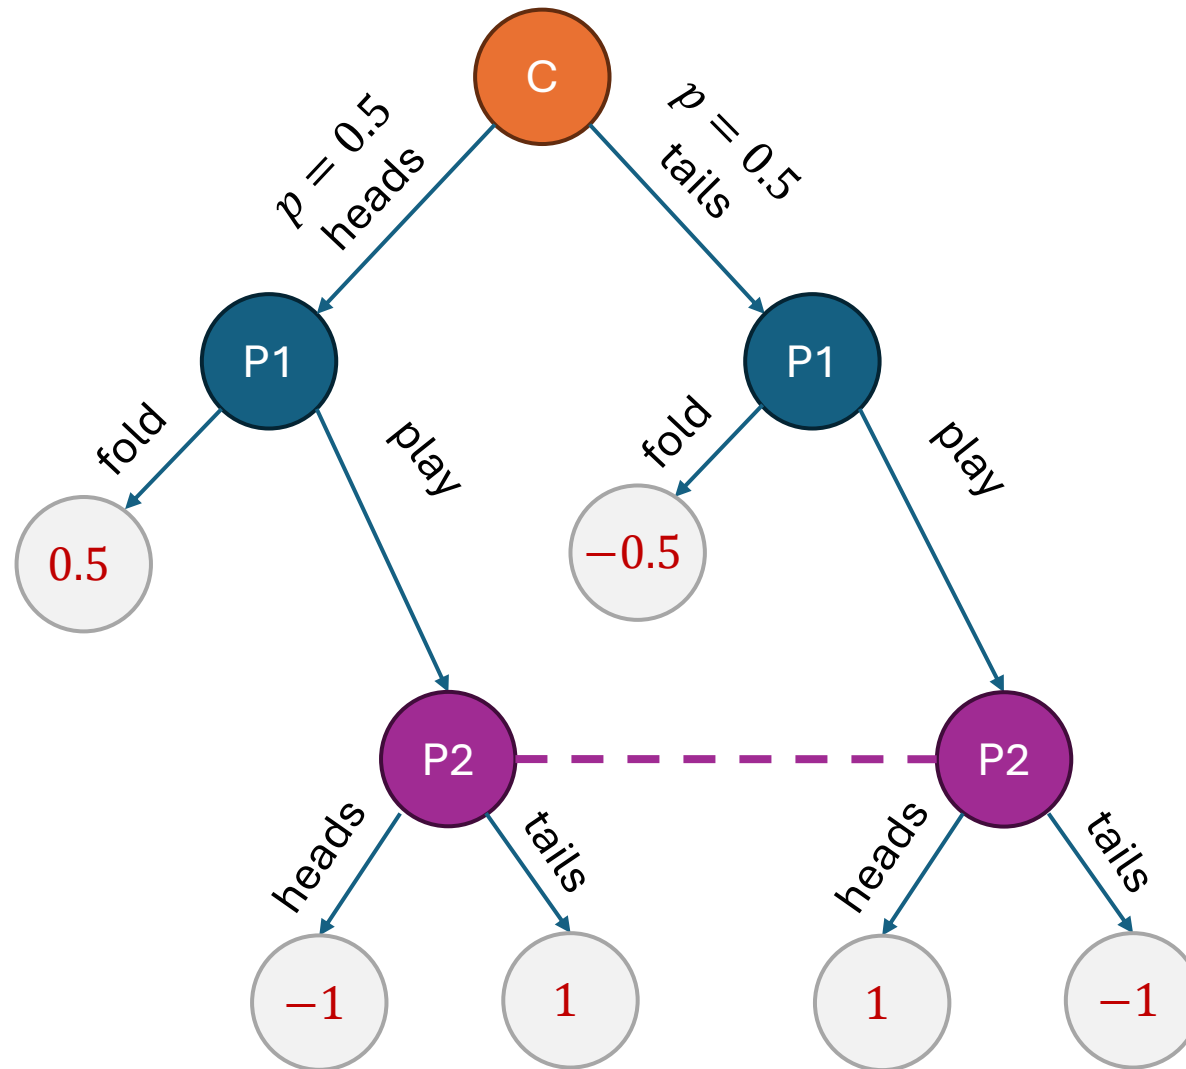 C
p = 0.5
heads
p = 0.5
tails
P1
P1
fold
play
fold
play
0.5
−0.5
P2
P2
heads
tails
heads
tails
−1
1
1
−1